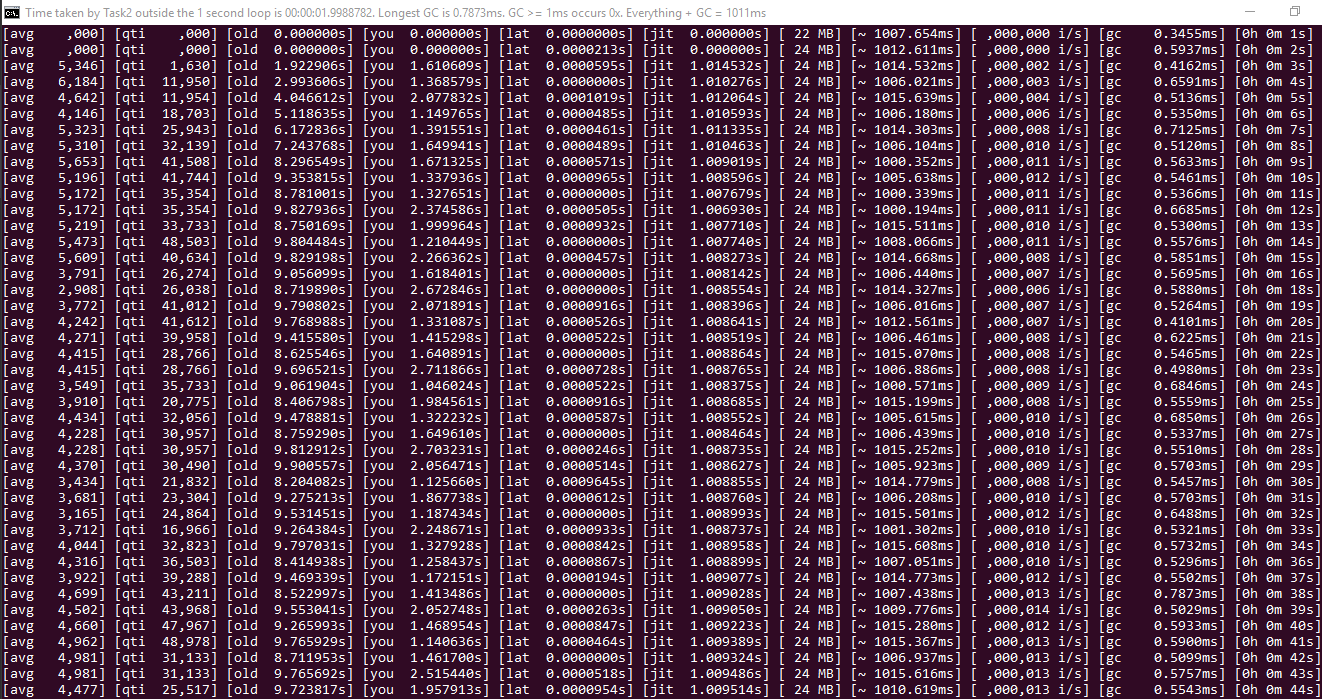 Time taken by Task2 outside the 1 second loop is 00:00:01.9988782. Longest GC is 0.7873ms. GC >= 1ms occurs 0x. Everything + GC = 1011ms
[avg ,000] [qti ,000] [old 0.000000s] [you 0.000000s] [lat 0.0000000s] [jit 0.000000s] [ 22 MB] [~ 1007.654ms] [ ,000,000 i/s] [gc 0.3455ms] [0h 0m 1s]
[avg ,000] [qti ,000] [old 0.000000s] [you 0.000000s] [lat 0.0000213s] [jit 0.000000s] [ 24 MB] [~ 1012.611ms] [ ,000,000 i/s] [gc 0.5937ms] [0h 0m 2s]
[avg 5,346] [qti 1,630] [old 1.922906s] [you 1.610609s] [lat 0.0000595s] [jit 1.014532s] [ 24 MB] [~ 1014.532ms] [ ,000,002 i/s] [gc 0.4162ms] [0h 0m 3s]
[avg 6,184] [qti 11,950] [old 2.993606s] [you 1.368579s] [lat 0.0000000s] [jit 1.010276s] [ 24 MB] [~ 1006.021ms] [ ,000,003 i/s] [gc 0.6591ms] [0h 0m 4s]
[avg 4,642] [qti 11,954] [old 4.046612s] [you 2.077832s] [lat 0.0001019s] [jit 1.012064s] [ 24 MB] [~ 1015.639ms] [ ,000,004 i/s] [gc 0.5136ms] [0h 0m 5s]
[avg 4,146] [qti 18,703] [old 5.118635s] [you 1.149765s] [lat 0.0000485s] [jit 1.010593s] [ 24 MB] [~ 1006.180ms] [ ,000,006 i/s] [gc 0.5350ms] [0h 0m 6s]
[avg 5,323] [qti 25,943] [old 6.172836s] [you 1.391551s] [lat 0.0000461s] [jit 1.011335s] [ 24 MB] [~ 1014.303ms] [ ,000,008 i/s] [gc 0.7125ms] [0h 0m 7s]
[avg 5,310] [qti 32,139] [old 7.243768s] [you 1.649941s] [lat 0.0000489s] [jit 1.010463s] [ 24 MB] [~ 1006.104ms] [ ,000,010 i/s] [gc 0.5120ms] [0h 0m 8s]
[avg 5,653] [qti 41,508] [old 8.296549s] [you 1.671325s] [lat 0.0000571s] [jit 1.009019s] [ 24 MB] [~ 1000.352ms] [ ,000,011 i/s] [gc 0.5633ms] [0h 0m 9s]
[avg 5,196] [qti 41,744] [old 9.353815s] [you 1.337936s] [lat 0.0000965s] [jit 1.008596s] [ 24 MB] [~ 1005.638ms] [ ,000,012 i/s] [gc 0.5461ms] [0h 0m 10s]
[avg 5,172] [qti 35,354] [old 8.781001s] [you 1.327651s] [lat 0.0000000s] [jit 1.007679s] [ 24 MB] [~ 1000.339ms] [ ,000,011 i/s] [gc 0.5366ms] [0h 0m 11s]
[avg 5,172] [qti 35,354] [old 9.827936s] [you 2.374586s] [lat 0.0000505s] [jit 1.006930s] [ 24 MB] [~ 1000.194ms] [ ,000,011 i/s] [gc 0.6685ms] [0h 0m 12s]
[avg 5,219] [qti 33,733] [old 8.750169s] [you 1.999964s] [lat 0.0000932s] [jit 1.007710s] [ 24 MB] [~ 1015.511ms] [ ,000,010 i/s] [gc 0.5300ms] [0h 0m 13s]
[avg 5,473] [qti 48,503] [old 9.804484s] [you 1.210449s] [lat 0.0000000s] [jit 1.007740s] [ 24 MB] [~ 1008.066ms] [ ,000,011 i/s] [gc 0.5576ms] [0h 0m 14s]
[avg 5,609] [qti 40,634] [old 9.829198s] [you 2.266362s] [lat 0.0000457s] [jit 1.008273s] [ 24 MB] [~ 1014.668ms] [ ,000,008 i/s] [gc 0.5851ms] [0h 0m 15s]
[avg 3,791] [qti 26,274] [old 9.056099s] [you 1.618401s] [lat 0.0000000s] [jit 1.008142s] [ 24 MB] [~ 1006.440ms] [ ,000,007 i/s] [gc 0.5695ms] [0h 0m 16s]
[avg 2,908] [qti 26,038] [old 8.719890s] [you 2.672846s] [lat 0.0000000s] [jit 1.008554s] [ 24 MB] [~ 1014.327ms] [ ,000,006 i/s] [gc 0.5880ms] [0h 0m 18s]
[avg 3,772] [qti 41,012] [old 9.790802s] [you 2.071891s] [lat 0.0000916s] [jit 1.008396s] [ 24 MB] [~ 1006.016ms] [ ,000,007 i/s] [gc 0.5264ms] [0h 0m 19s]
[avg 4,242] [qti 41,612] [old 9.768988s] [you 1.331087s] [lat 0.0000526s] [jit 1.008641s] [ 24 MB] [~ 1012.561ms] [ ,000,007 i/s] [gc 0.4101ms] [0h 0m 20s]
[avg 4,271] [qti 39,958] [old 9.415580s] [you 1.415298s] [lat 0.0000522s] [jit 1.008519s] [ 24 MB] [~ 1006.461ms] [ ,000,008 i/s] [gc 0.6225ms] [0h 0m 21s]
[avg 4,415] [qti 28,766] [old 8.625546s] [you 1.640891s] [lat 0.0000000s] [jit 1.008864s] [ 24 MB] [~ 1015.070ms] [ ,000,008 i/s] [gc 0.5465ms] [0h 0m 22s]
[avg 4,415] [qti 28,766] [old 9.696521s] [you 2.711866s] [lat 0.0000728s] [jit 1.008765s] [ 24 MB] [~ 1006.886ms] [ ,000,008 i/s] [gc 0.4980ms] [0h 0m 23s]
[avg 3,549] [qti 35,733] [old 9.061904s] [you 1.046024s] [lat 0.0000522s] [jit 1.008375s] [ 24 MB] [~ 1000.571ms] [ ,000,009 i/s] [gc 0.6846ms] [0h 0m 24s]
[avg 3,910] [qti 20,775] [old 8.406798s] [you 1.984561s] [lat 0.0000916s] [jit 1.008685s] [ 24 MB] [~ 1015.199ms] [ ,000,008 i/s] [gc 0.5559ms] [0h 0m 25s]
[avg 4,434] [qti 32,056] [old 9.478881s] [you 1.322232s] [lat 0.0000587s] [jit 1.008552s] [ 24 MB] [~ 1005.615ms] [ ,000,010 i/s] [gc 0.6850ms] [0h 0m 26s]
[avg 4,228] [qti 30,957] [old 8.759290s] [you 1.649610s] [lat 0.0000000s] [jit 1.008464s] [ 24 MB] [~ 1006.439ms] [ ,000,010 i/s] [gc 0.5337ms] [0h 0m 27s]
[avg 4,228] [qti 30,957] [old 9.812912s] [you 2.703231s] [lat 0.0000246s] [jit 1.008735s] [ 24 MB] [~ 1015.252ms] [ ,000,010 i/s] [gc 0.5510ms] [0h 0m 28s]
[avg 4,370] [qti 30,490] [old 9.900557s] [you 2.056471s] [lat 0.0000514s] [jit 1.008627s] [ 24 MB] [~ 1005.923ms] [ ,000,009 i/s] [gc 0.5703ms] [0h 0m 29s]
[avg 3,434] [qti 21,832] [old 8.204082s] [you 1.125660s] [lat 0.0009645s] [jit 1.008855s] [ 24 MB] [~ 1014.779ms] [ ,000,009 i/s] [gc 0.5457ms] [0h 0m 30s]
[avg 3,681] [qti 23,304] [old 9.275213s] [you 1.867738s] [lat 0.0000612s] [jit 1.008760s] [ 24 MB] [~ 1006.208ms] [ ,000,010 i/s] [gc 0.5703ms] [0h 0m 31s]
[avg 3,165] [qti 24,864] [old 9.531451s] [you 1.187434s] [lat 0.0000000s] [jit 1.008993s] [ 24 MB] [~ 1015.501ms] [ ,000,012 i/s] [gc 0.6488ms] [0h 0m 32s]
[avg 3,712] [qti 16,966] [old 9.264384s] [you 2.248671s] [lat 0.0000933s] [jit 1.008737s] [ 24 MB] [~ 1001.302ms] [ ,000,010 i/s] [gc 0.5321ms] [0h 0m 33s]
[avg 4,044] [qti 32,823] [old 9.797031s] [you 1.327928s] [lat 0.0000842s] [jit 1.008958s] [ 24 MB] [~ 1015.608ms] [ ,000,010 i/s] [gc 0.5732ms] [0h 0m 34s]
[avg 4,316] [qti 36,503] [old 8.414938s] [you 1.258437s] [lat 0.0000867s] [jit 1.008899s] [ 24 MB] [~ 1007.051ms] [ ,000,010 i/s] [gc 0.5296ms] [0h 0m 36s]
[avg 3,922] [qti 39,288] [old 9.469339s] [you 1.172151s] [lat 0.0000194s] [jit 1.009077s] [ 24 MB] [~ 1014.773ms] [ ,000,012 i/s] [gc 0.5502ms] [0h 0m 37s]
[avg 4,699] [qti 43,211] [old 8.522997s] [you 1.413486s] [lat 0.0000000s] [jit 1.009028s] [ 24 MB] [~ 1007.438ms] [ ,000,013 i/s] [gc 0.7873ms] [0h 0m 38s]
[avg 4,502] [qti 43,968] [old 9.553041s] [you 2.052748s] [lat 0.0000263s] [jit 1.009050s] [ 24 MB] [~ 1009.776ms] [ ,000,014 i/s] [gc 0.5029ms] [0h 0m 39s]
[avg 4,660] [qti 47,967] [old 9.265993s] [you 1.468954s] [lat 0.0000847s] [jit 1.009223s] [ 24 MB] [~ 1015.280ms] [ ,000,012 i/s] [gc 0.5933ms] [0h 0m 40s]
[avg 4,962] [qti 48,978] [old 9.765929s] [you 1.140636s] [lat 0.0000464s] [jit 1.009389s] [ 24 MB] [~ 1015.367ms] [ ,000,013 i/s] [gc 0.5900ms] [0h 0m 41s]
[avg 4,981] [qti 31,133] [old 8.711953s] [you 1.461700s] [lat 0.0000000s] [jit 1.009324s] [ 24 MB] [~ 1006.937ms] [ ,000,013 i/s] [gc 0.5099ms] [0h 0m 42s]
[avg 4,981] [qti 31,133] [old 9.765692s] [you 2.515440s] [lat 0.0000518s] [jit 1.009486s] [ 24 MB] [~ 1015.616ms] [ ,000,013 i/s] [gc 0.5757ms] [0h 0m 43s]
[avg 4,477] [qti 25,517] [old 9.723817s] [you 1.957913s] [lat 0.0000954s] [jit 1.009514s] [ 24 MB] [~ 1010.619ms] [ ,000,013 i/s] [gc 0.5543ms] [0h 0m 44s]